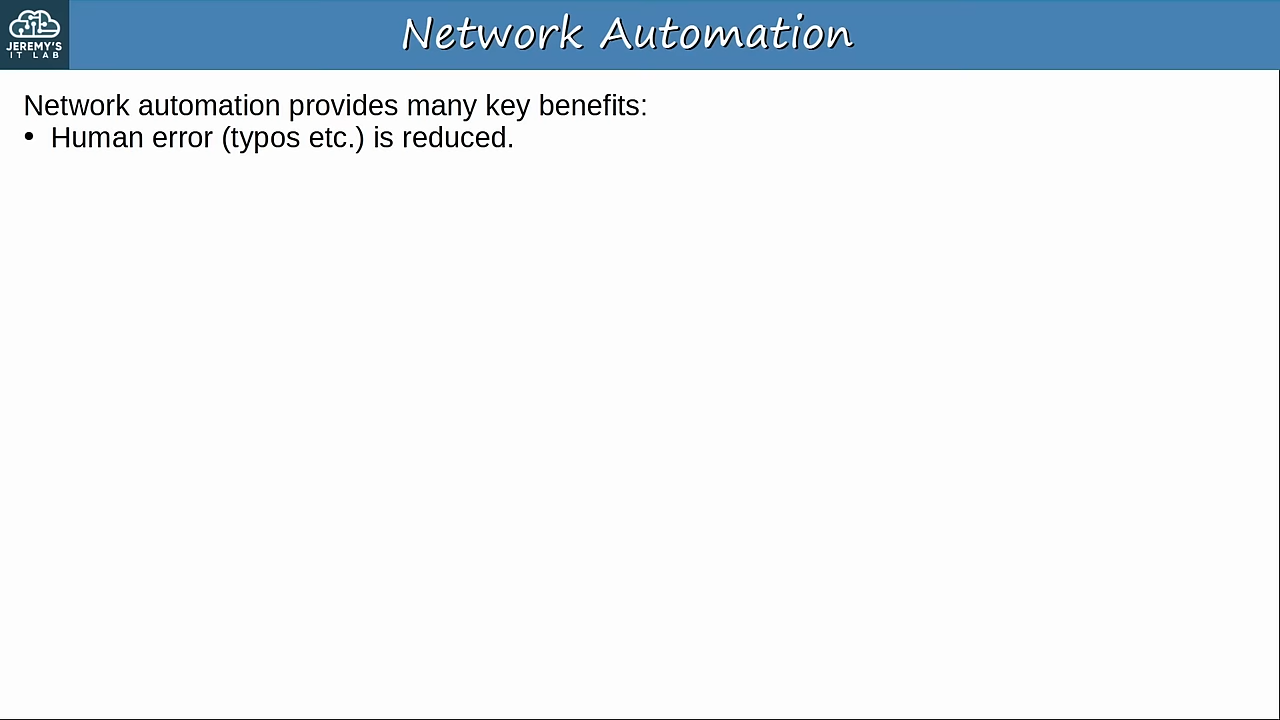 JEREMY'S
IT LAB
Network Automation
Network automation provides many key benefits:
• Human error (typos etc.) is reduced.